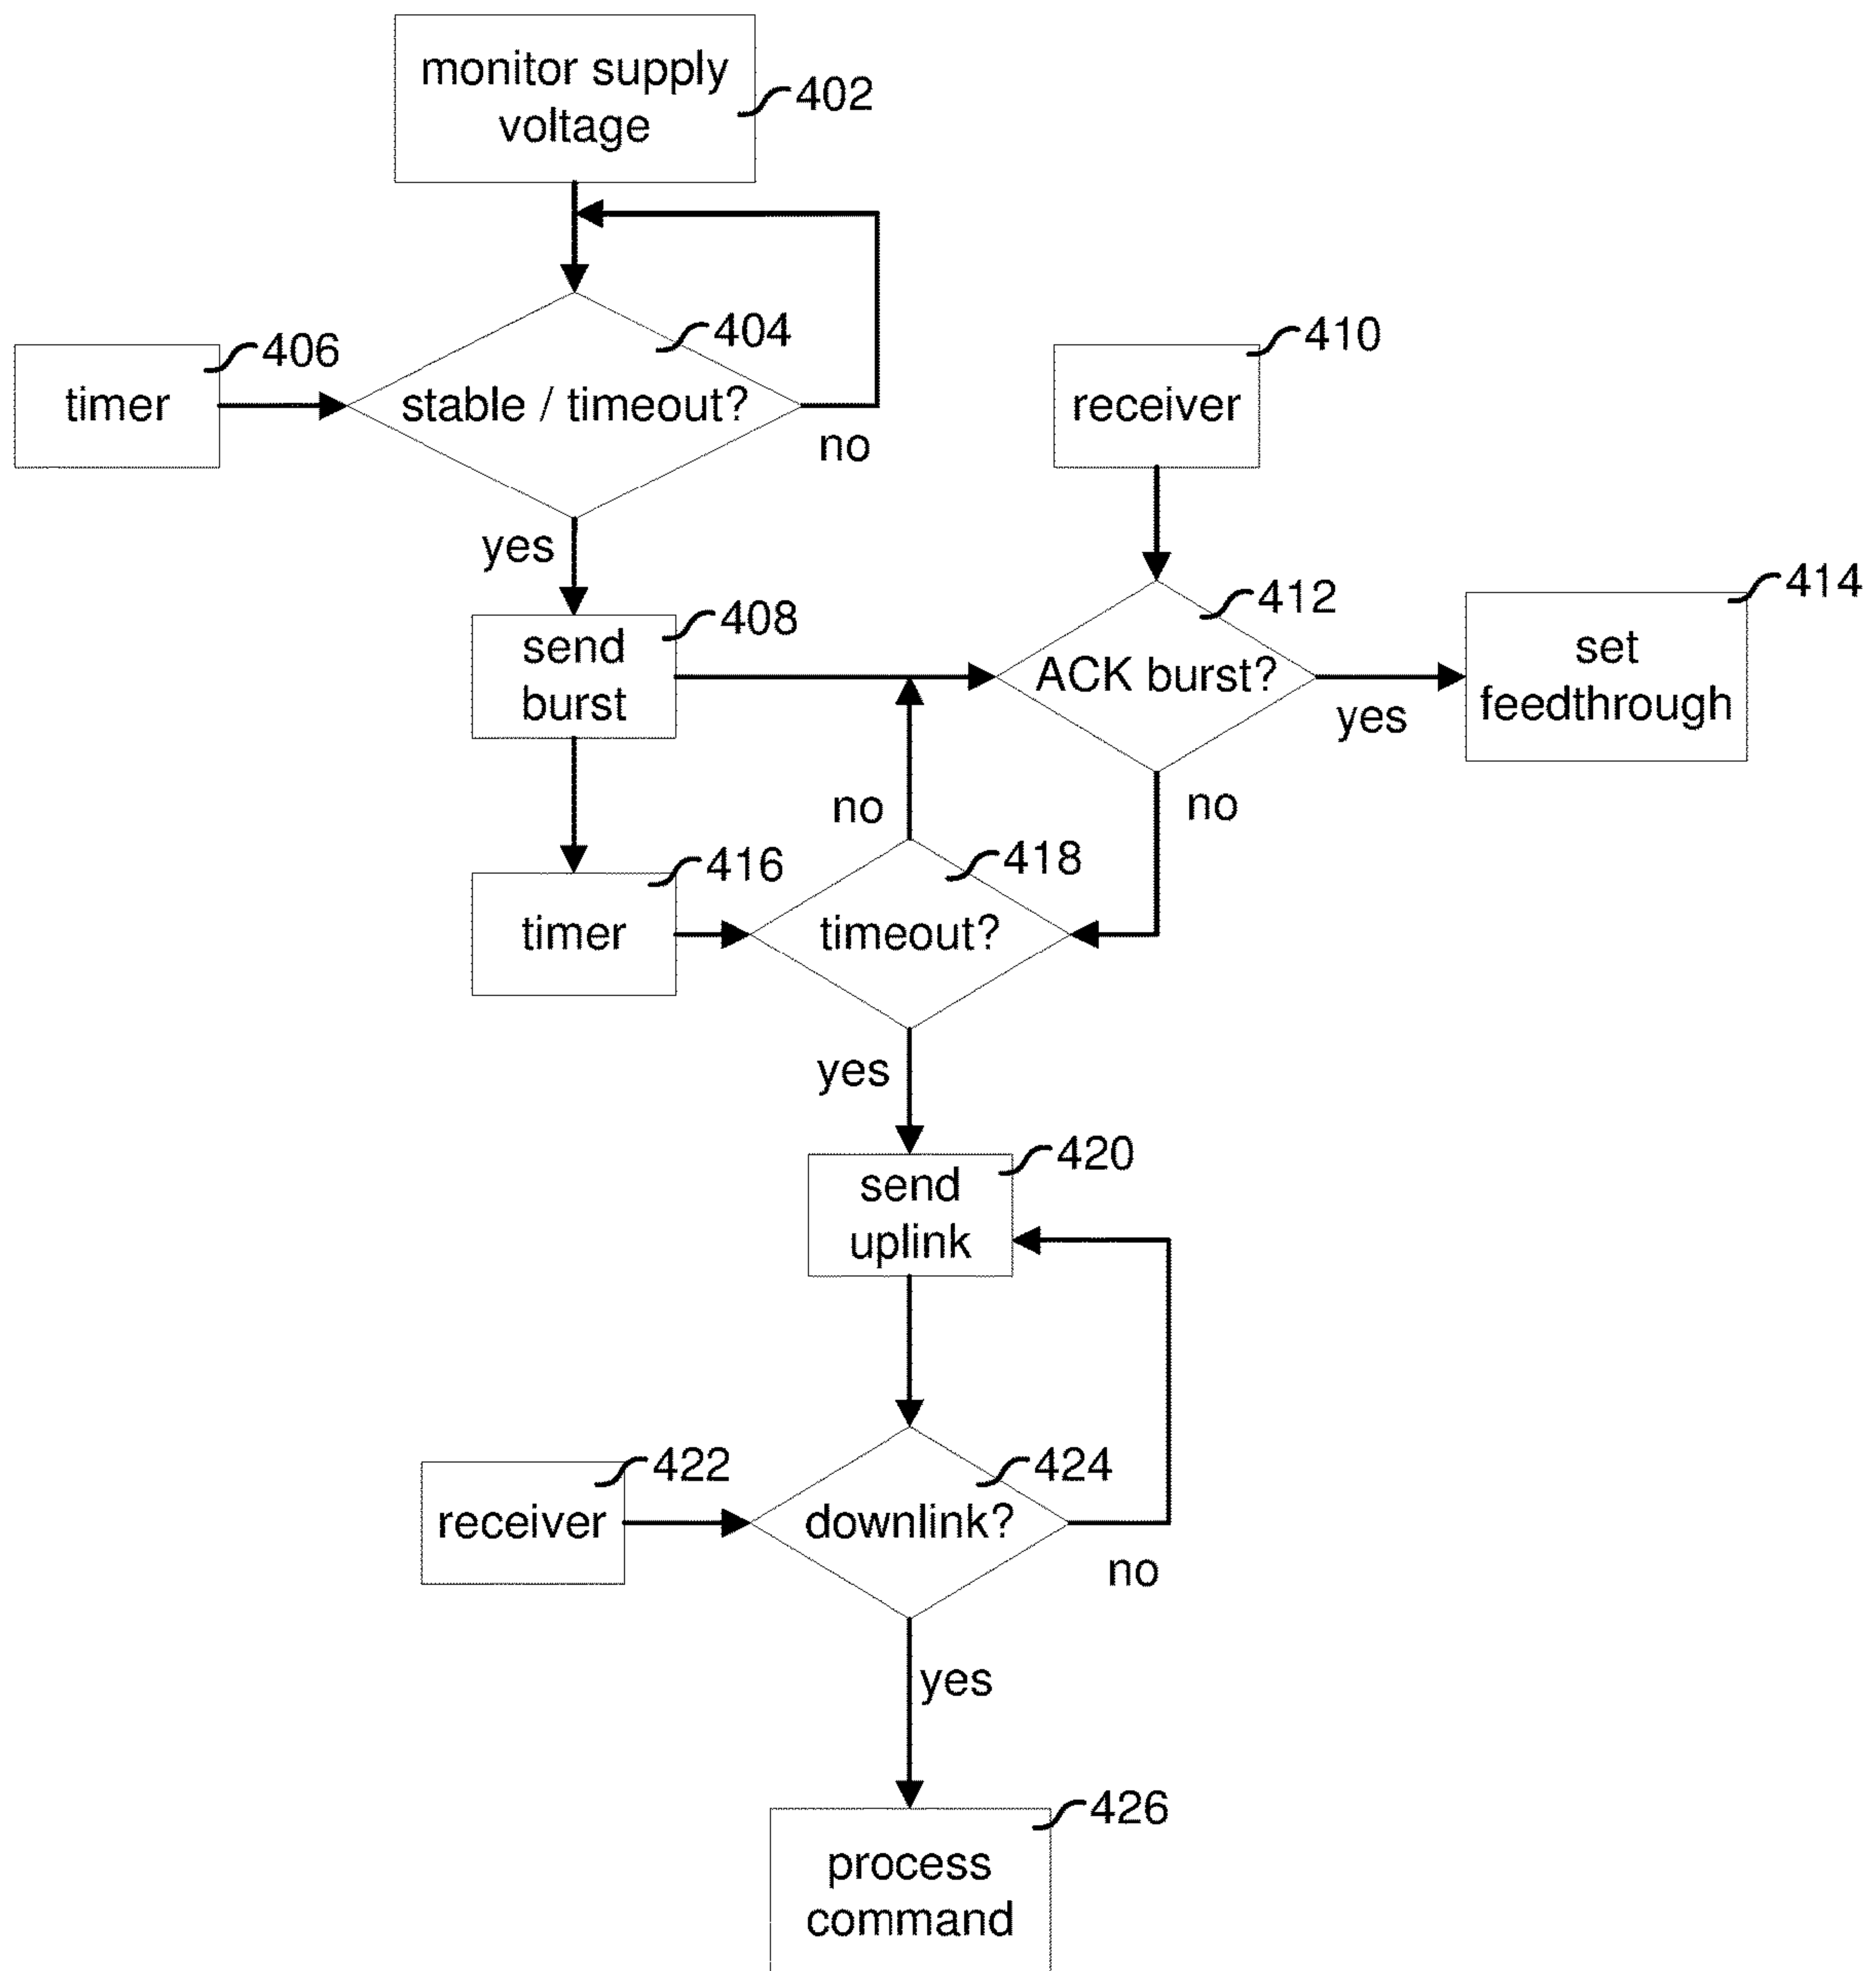 monitor supply
voltage
402
404
406
timer
stable / timeout?
no
410
receiver
yes
408
send
burst
412
ACK burst?
414
set
feedthrough
yes
no
no
416
timer
418
timeout?
yes
420
send
uplink
422
receiver
424
downlink?
no
yes
426
process
command